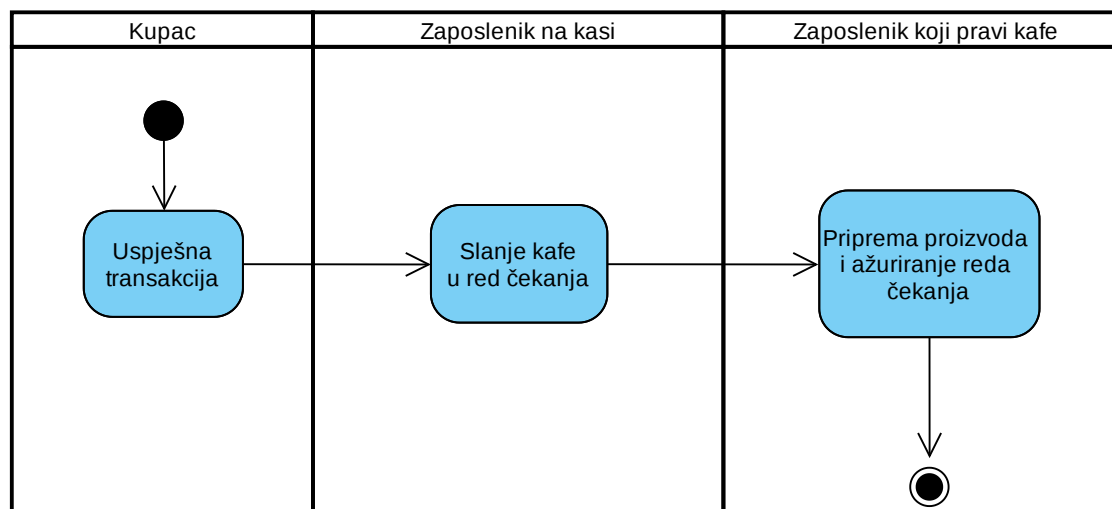 Kupac
Zaposlenik na kasi
Zaposlenik koji pravi kafe
Uspješna
transakcija
Slanje kafe
u red čekanja
Priprema proizvoda
i ažuriranje reda
čekanja